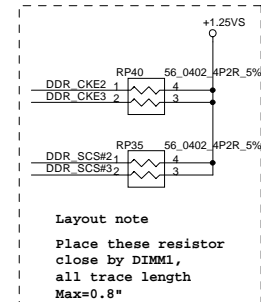 +1.25VS
RP40 56_0402_4P2R_5%
DDR_CKE2 1 4
DDR_CKE3 2 3
RP35 56_0402_4P2R_5%
DDR_SCS#2 1 4
DDR_SCS#3 2 3
Layout note
Place these resistor
close by DIMM1,
all trace length
Max=0.8"